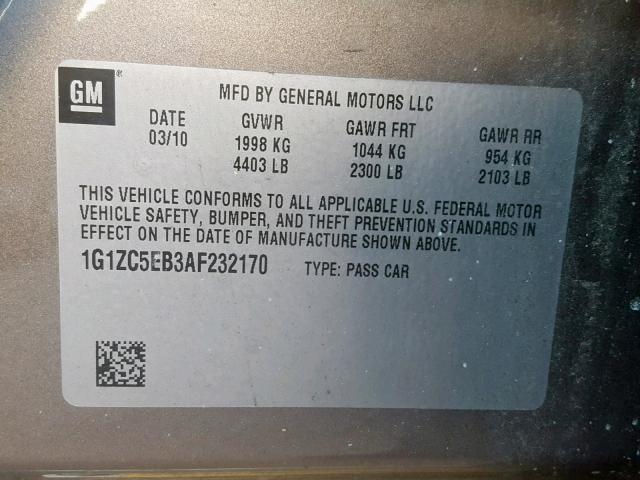 GM ®
MFD BY GENERAL MOTORS LLC
DATE GVWR GAWR FRT GAWR RR
03/10 1998 KG 1044 KG 954 KG
4403 LB 2300 LB 2103 LB
THIS VEHICLE CONFORMS TO ALL APPLICABLE U.S. FEDERAL MOTOR
VEHICLE SAFETY, BUMPER, AND THEFT PREVENTION STANDARDS IN
EFFECT ON THE DATE OF MANUFACTURE SHOWN ABOVE.
1G1ZC5EB3AF232170 TYPE: PASS CAR